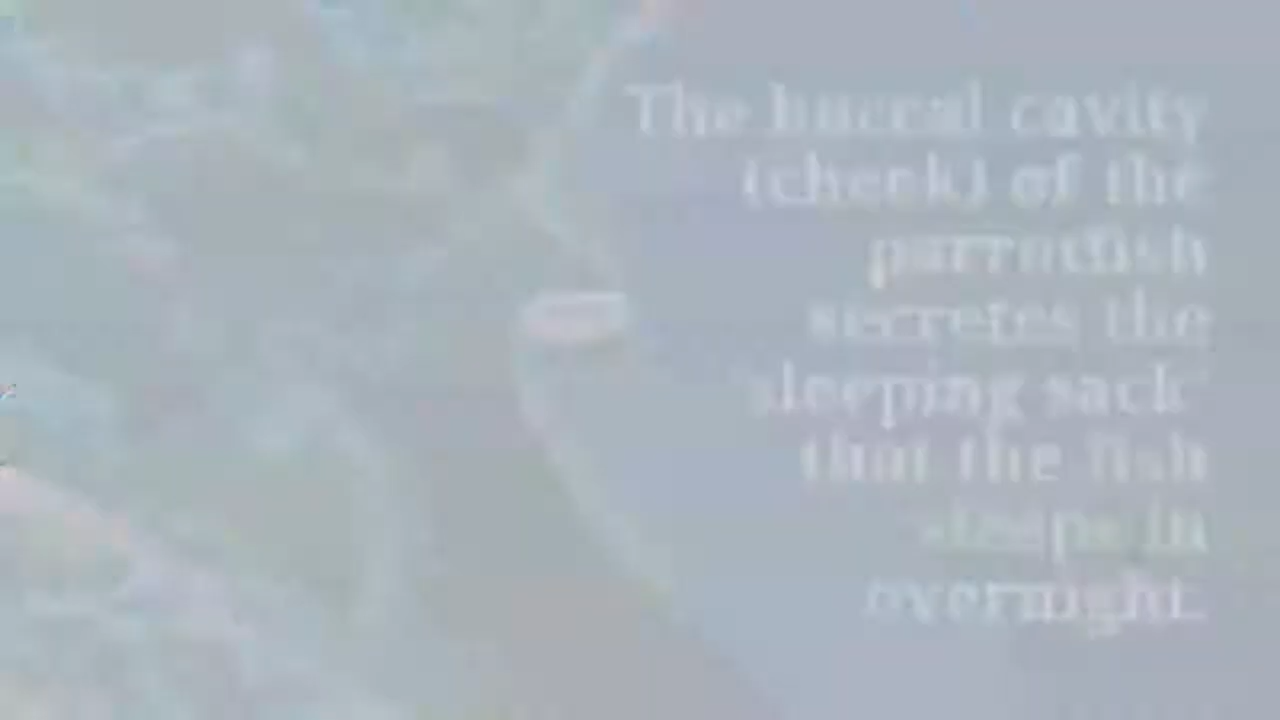 The buccal cavity
(cheek) of the
parrotfish
secretes the
sleeping sack
that the fish
sleeps in
overnight.